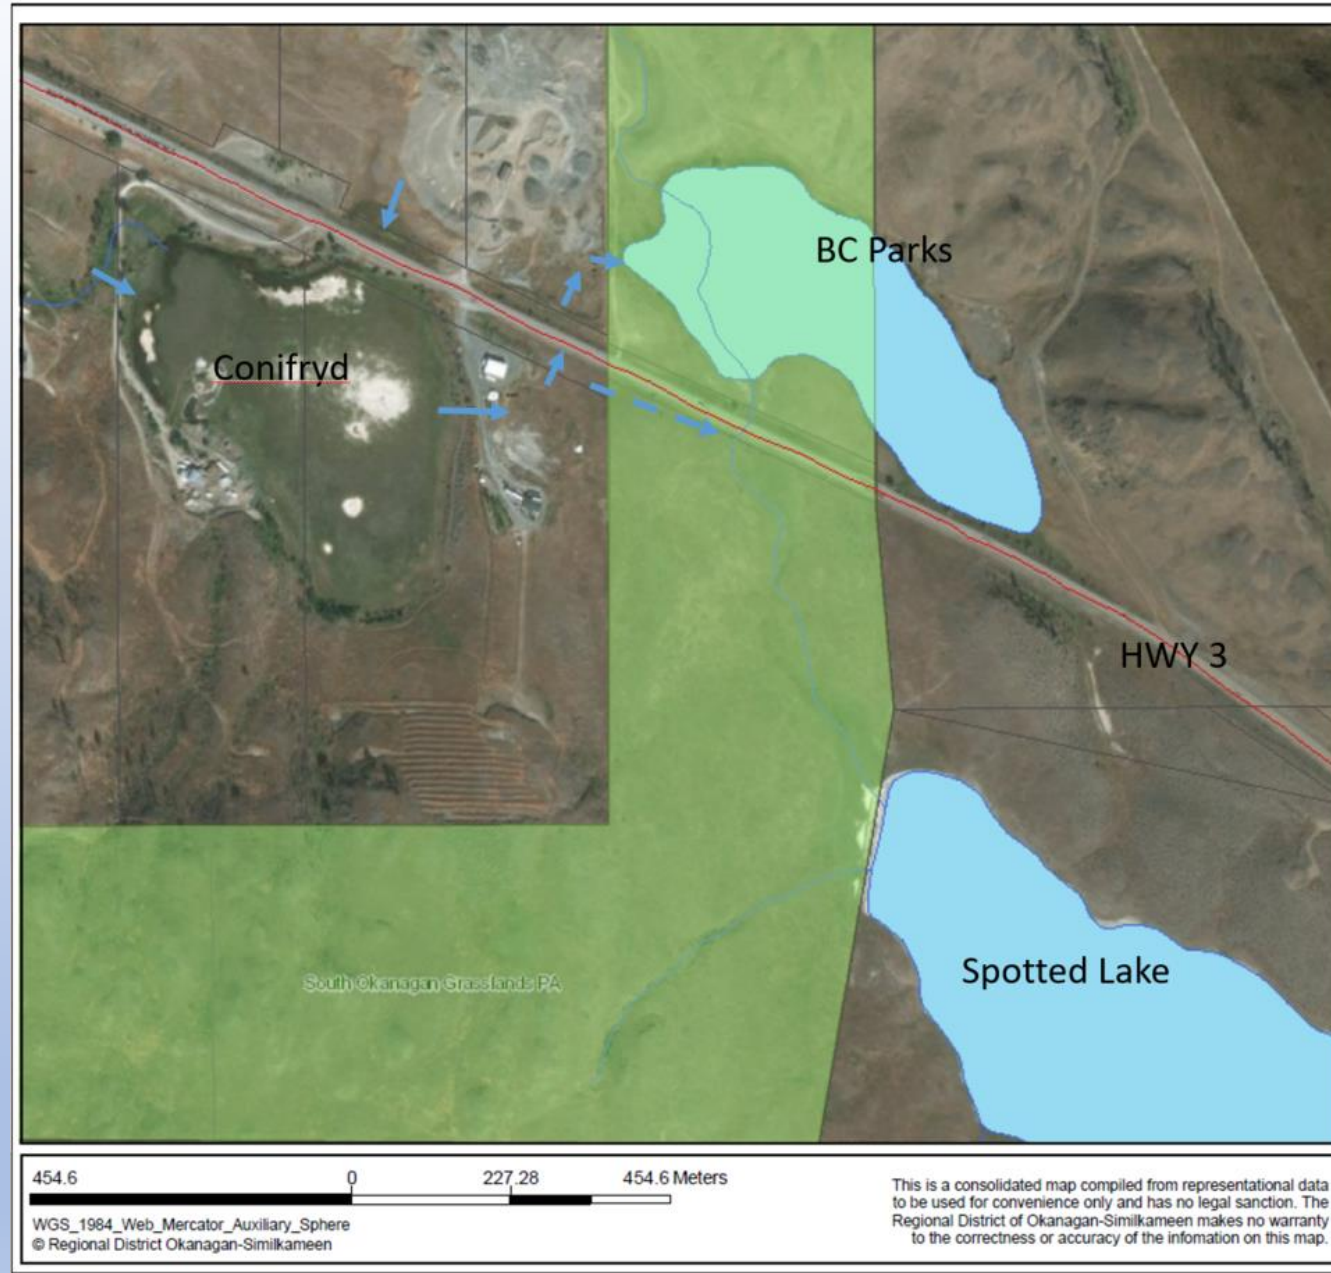 BC Parks
Conifryd
HWY 3
Spotted Lake
South Okanagan Grasslands PA
454.6 0 227.28 454.6 Meters
WGS_1984_Web_Mercator_Auxiliary_Sphere
© Regional District Okanagan-Similkameen
This is a consolidated map compiled from representational data
to be used for convenience only and has no legal sanction. The
Regional District of Okanagan-Similkameen makes no warranty
to the correctness or accuracy of the infomation on this map.